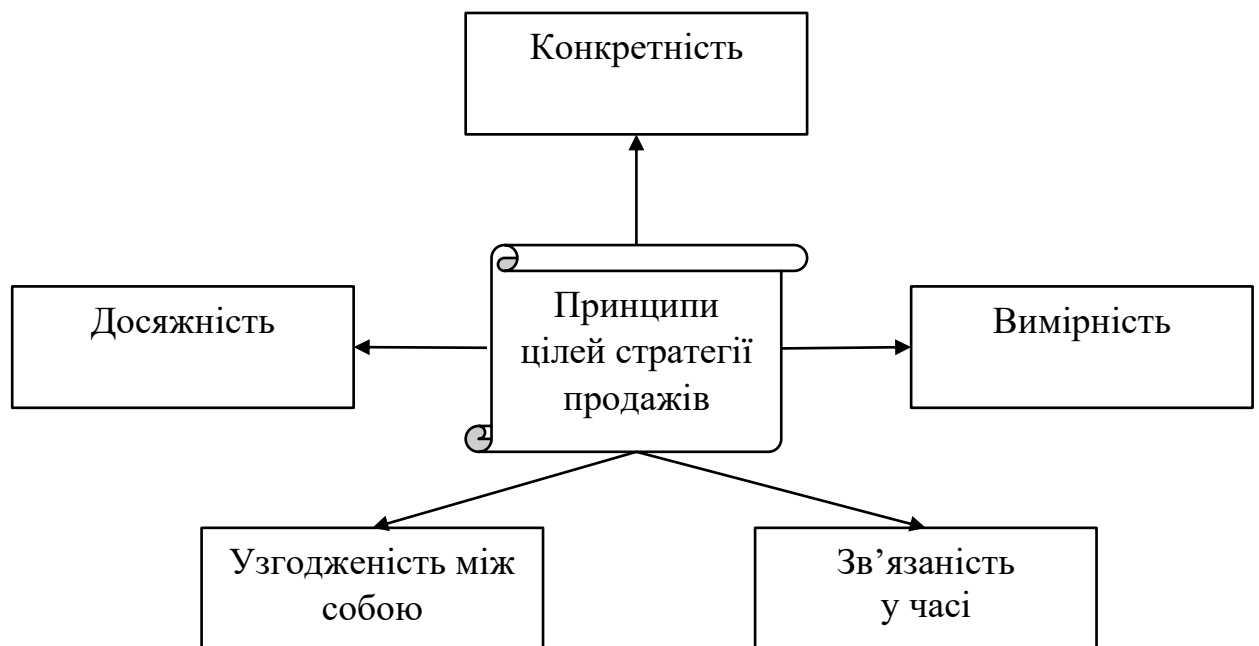 Конкретність
Досяжність
Принципи
цілей стратегії
продажів
Вимірність
Узгодженість між
собою
Зв’язаність
у часі